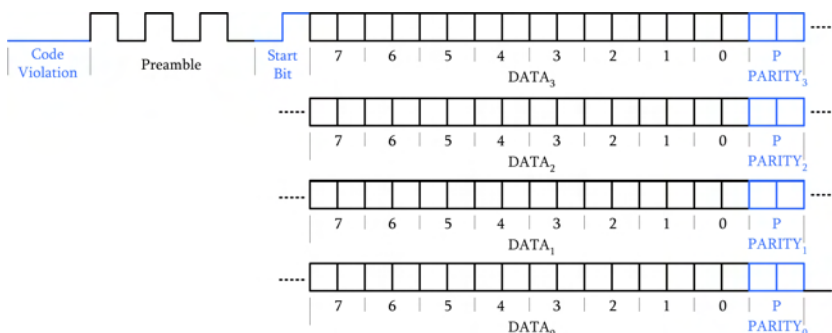 Code Violation
Preamble
Start Bit
7 6 5 4 3 2 1 0 P
DATA3 PARITY3
7 6 5 4 3 2 1 0 P
DATA2 PARITY2
7 6 5 4 3 2 1 0 P
DATA1 PARITY1
7 6 5 4 3 2 1 0 P
DATA0 PARITY0